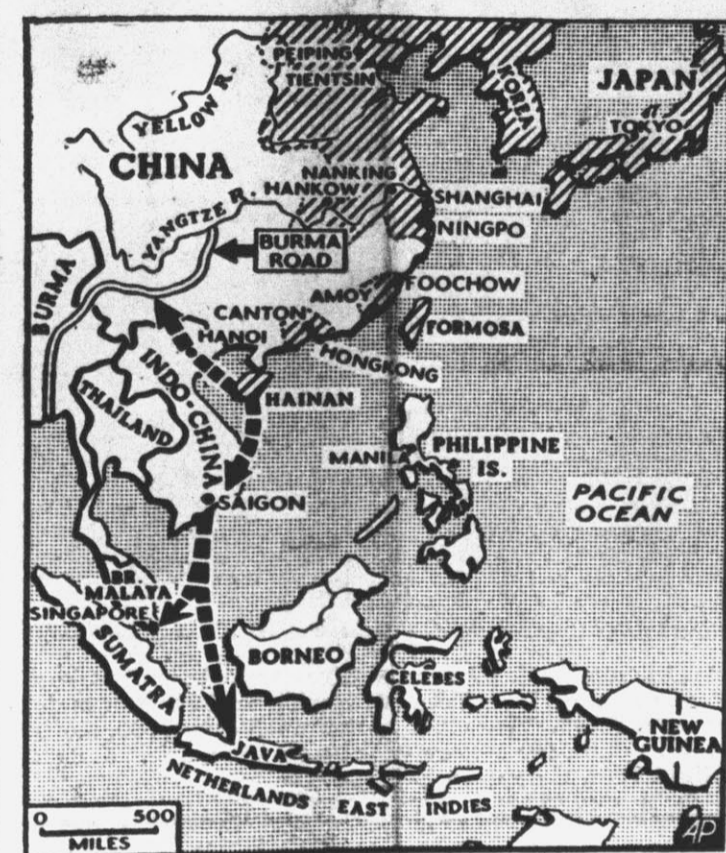 PEIPING
TIENTSIN
KOREA
JAPAN
TOKYO
YELLOW R.
CHINA
NANKING
HANKOW
SHANGHAI
YANGTZE R.
NINGPO
BURMA
ROAD
BURMA
AMOY
FOOCHOW
CANTON
HANOI
FORMOSA
HONGKONG
INDO-CHINA
HAINAN
THAILAND
MANILA
PHILIPPINE
IS.
SAIGON
PACIFIC
OCEAN
BR.
MALAYA
SINGAPORE
SUMATRA
BORNEO
CELEBES
NEW
GUINEA
JAVA
NETHERLANDS EAST INDIES
0 500
MILES
AP